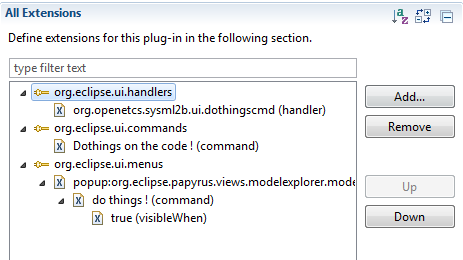 All Extensions
Define extensions for this plug-in in the following section.
type filter text
org.eclipse.ui.handlers
org.openetcs.sysml2b.ui.dothingscmd (handler)
org.eclipse.ui.commands
Dothings on the code ! (command)
org.eclipse.ui.menus
popup:org.eclipse.papyrus.views.modelexplorer.mode
do things ! (command)
true (visibleWhen)
Add...
Remove
Up
Down